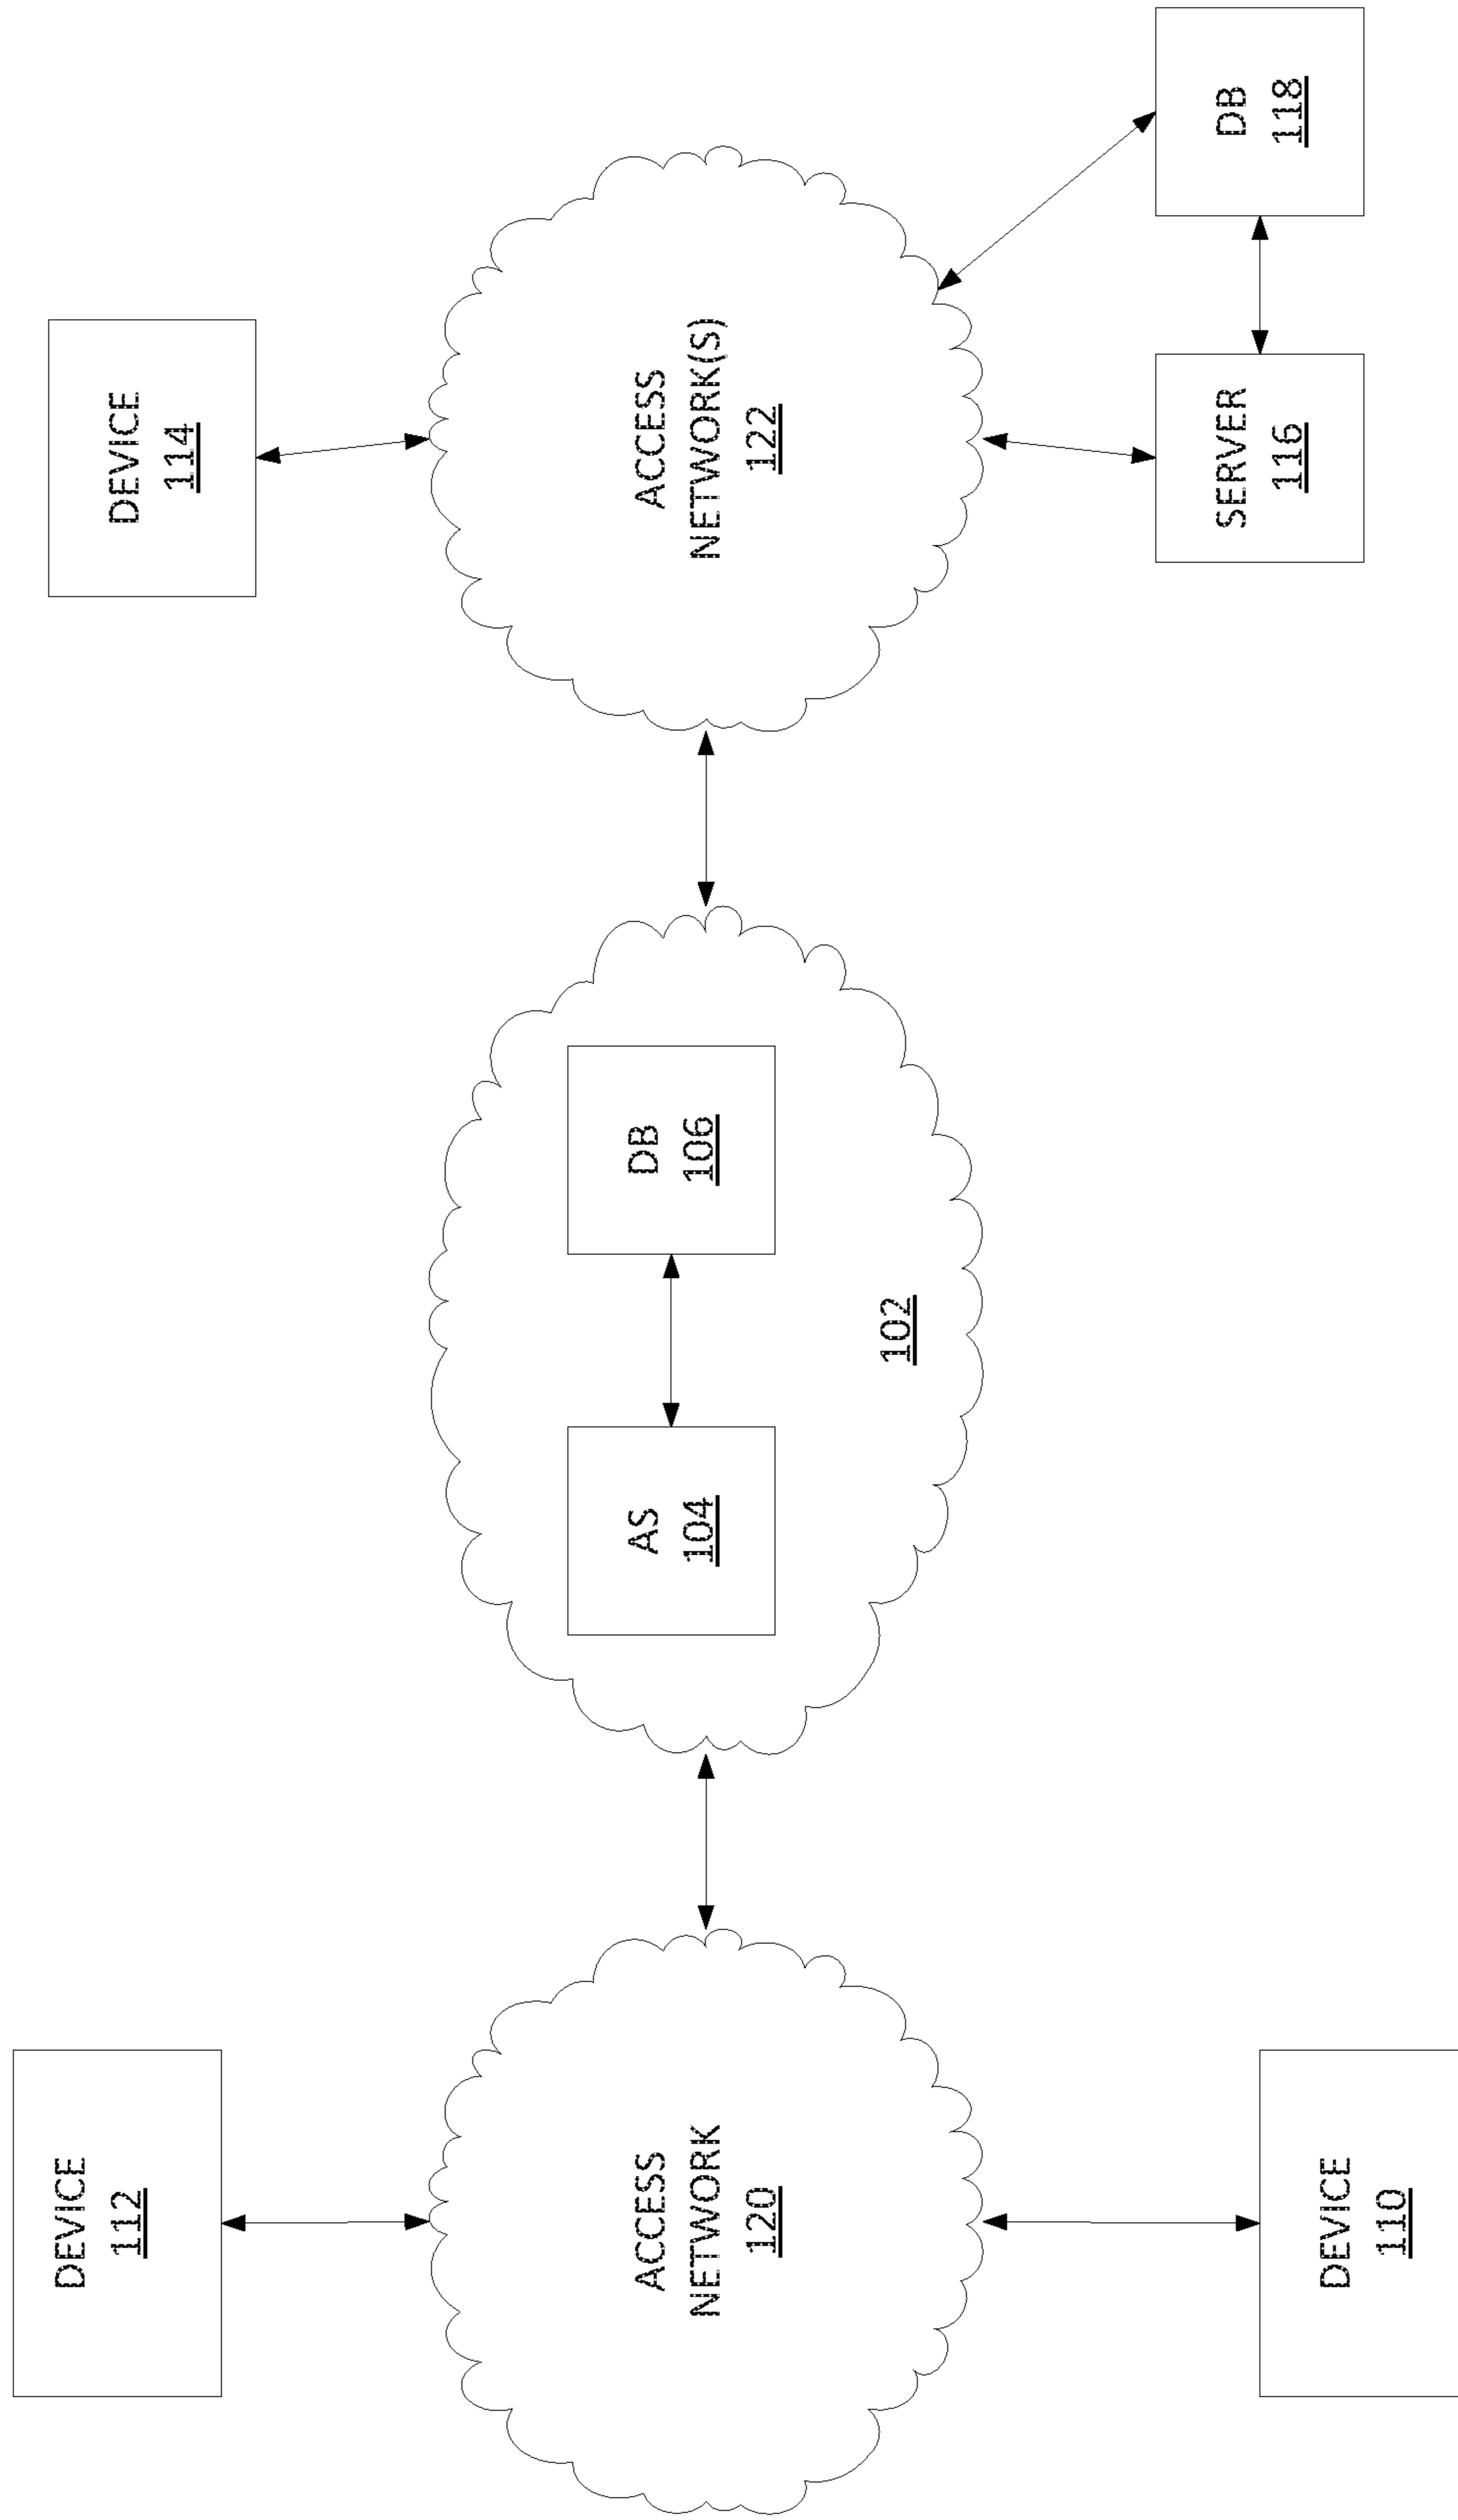 DEVICE
112
DEVICE
114
ACCESS
NETWORK
120
AS
104
DB
106
102
ACCESS
NETWORK(S)
122
DEVICE
110
SERVER
116
DB
118